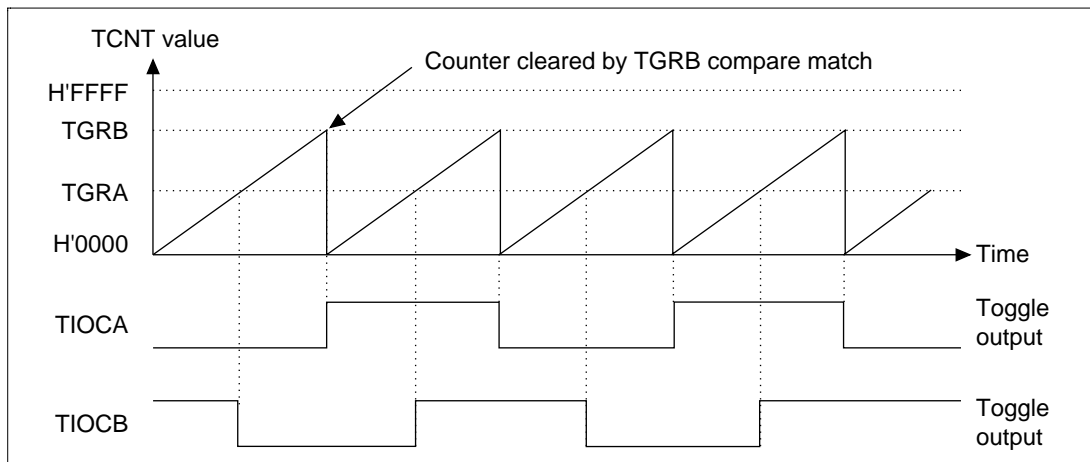 TCNT value
Counter cleared by TGRB compare match
H'FFFF
TGRB
TGRA
H'0000
Time
TIOCA
Toggle
output
TIOCB
Toggle
output